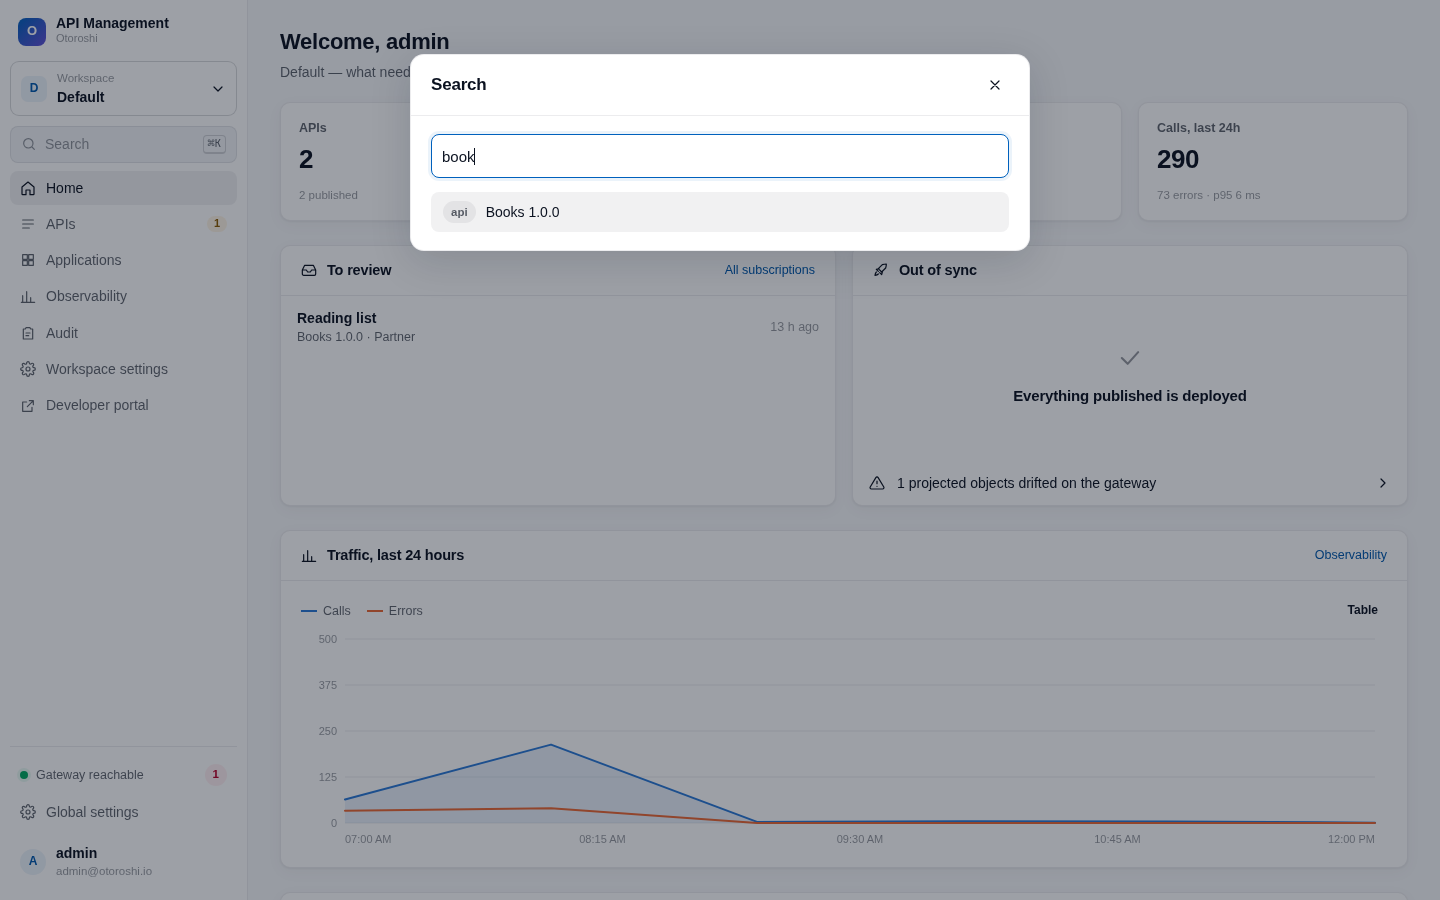 API Management
Otoroshi
O
Workspace
D
Default
Search
⌘K
Home
APIs
1
Applications
Observability
Audit
Workspace settings
Developer portal
Gateway reachable
1
Global settings
A
admin
admin@otoroshi.io
Welcome, admin
Default — what need
Search
book
api
Books 1.0.0
APIs
2
2 published
Calls, last 24h
290
73 errors · p95 6 ms
To review
All subscriptions
Reading list
Books 1.0.0 · Partner
13 h ago
Out of sync
Everything published is deployed
1 projected objects drifted on the gateway
Traffic, last 24 hours
Observability
Calls
Errors
Table
500
375
250
125
0
07:00 AM
08:15 AM
09:30 AM
10:45 AM
12:00 PM